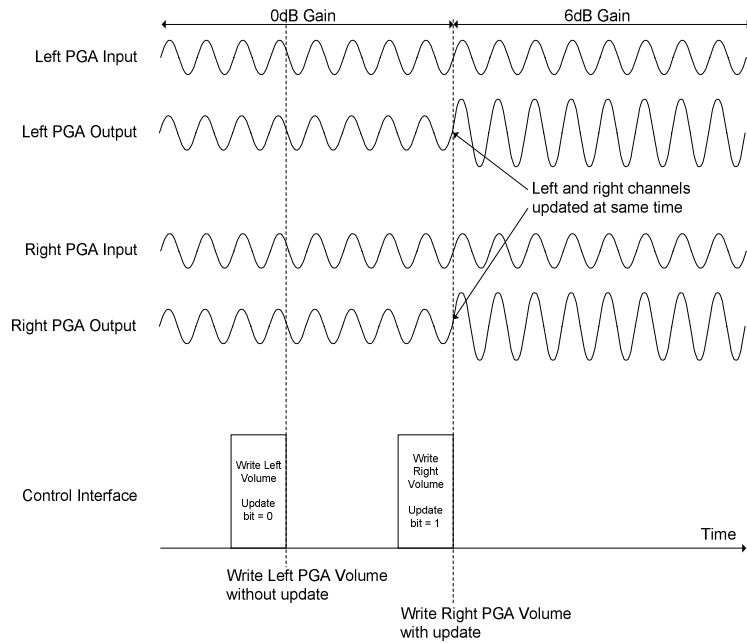 0dB Gain
6dB Gain
Left PGA Input
Left PGA Output
Left and right channels
updated at same time
Right PGA Input
Right PGA Output
Write Left
Volume
Update
bit = 0
Write
Right
Volume
Update
bit = 1
Control Interface
Time
Write Left PGA Volume
without update
Write Right PGA Volume
with update